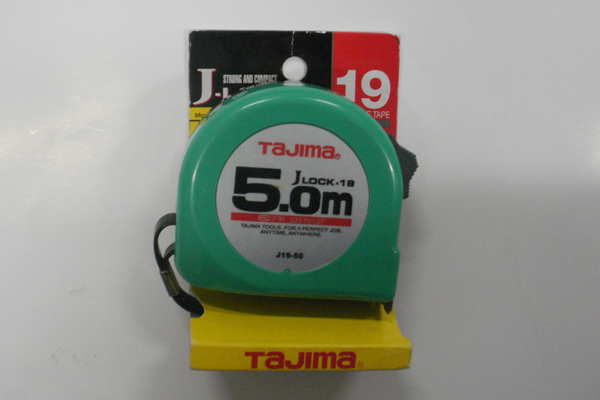 STRONG AND COMPACT
J-L
19
TAPE
TAJIMA®
J LOCK-19
5.0m
TAJIMA TOOLS, FOR A PERFECT JOB,
ANYTIME, ANYWHERE.
J19-50
TAJIMA®